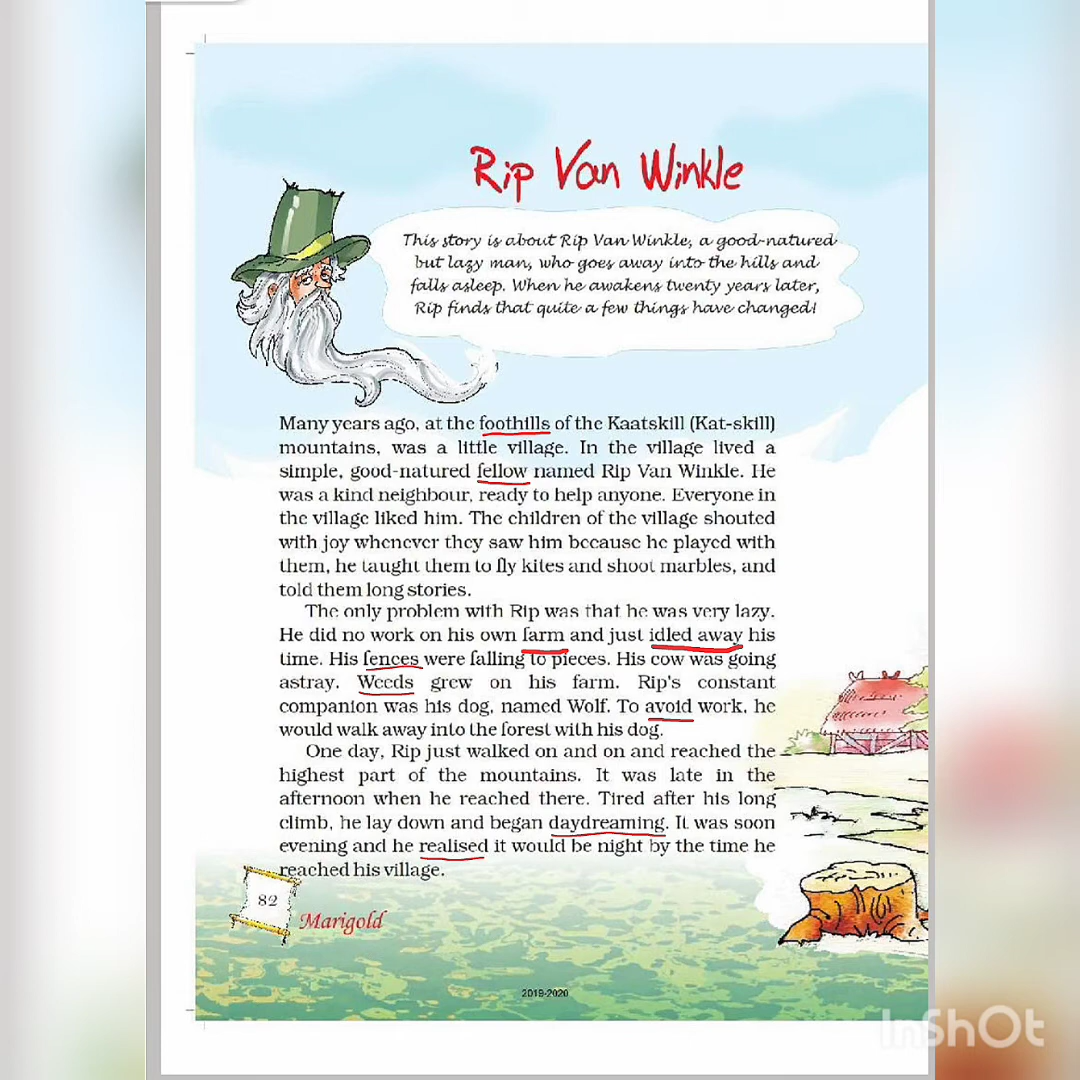 Rip Van Winkle
This story is about Rip Van Winkle, a good-natured
but lazy man, who goes away into the hills and
falls asleep. When he awakens twenty years later,
Rip finds that quite a few things have changed!
Many years ago, at the foothills of the Kaatskill (Kat-skill)
mountains, was a little village. In the village lived a
simple, good-natured fellow named Rip Van Winkle. He
was a kind neighbour, ready to help anyone. Everyone in
the village liked him. The children of the village shouted
with joy whenever they saw him because he played with
them, he taught them to fly kites and shoot marbles, and
told them long stories.
The only problem with Rip was that he was very lazy.
He did no work on his own farm and just idled away his
time. His fences were falling to pieces. His cow was going
astray. Weeds grew on his farm. Rip's constant
companion was his dog, named Wolf. To avoid work, he
would walk away into the forest with his dog.
One day, Rip just walked on and on and reached the
highest part of the mountains. It was late in the
afternoon when he reached there. Tired after his long
climb, he lay down and began daydreaming. It was soon
evening and he realised it would be night by the time he
reached his village.
82
Marigold
2019-2020
InShOt